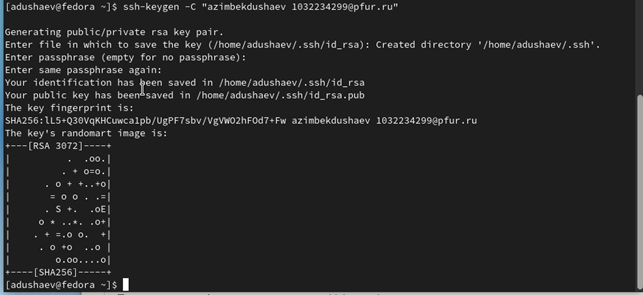 [adushaev@fedora ~]$ ssh-keygen -C "azimbekdushaev 1032234299@pfur.ru"
Generating public/private rsa key pair.
Enter file in which to save the key (/home/adushaev/.ssh/id_rsa): Created directory '/home/adushaev/.ssh'.
Enter passphrase (empty for no passphrase):
Enter same passphrase again:
Your identification has been saved in /home/adushaev/.ssh/id_rsa
Your public key has been saved in /home/adushaev/.ssh/id_rsa.pub
The key fingerprint is:
SHA256:lL5+Q30VqKHCuwca1pb/UgPF7sbv/VgVWO2hFOd7+Fw azimbekdushaev 1032234299@pfur.ru
The key's randomart image is:
+---[RSA 3072]----+
|          .  .oo.|
|         . + o=o.|
|      . o + +..+o|
|       = o o . .=|
|      . S +.  .oE|
|     o * ..*. .o+|
|    . + =.o o.  +|
|     . o +o  ..o |
|        o.oo....o|
+----[SHA256]-----+
[adushaev@fedora ~]$